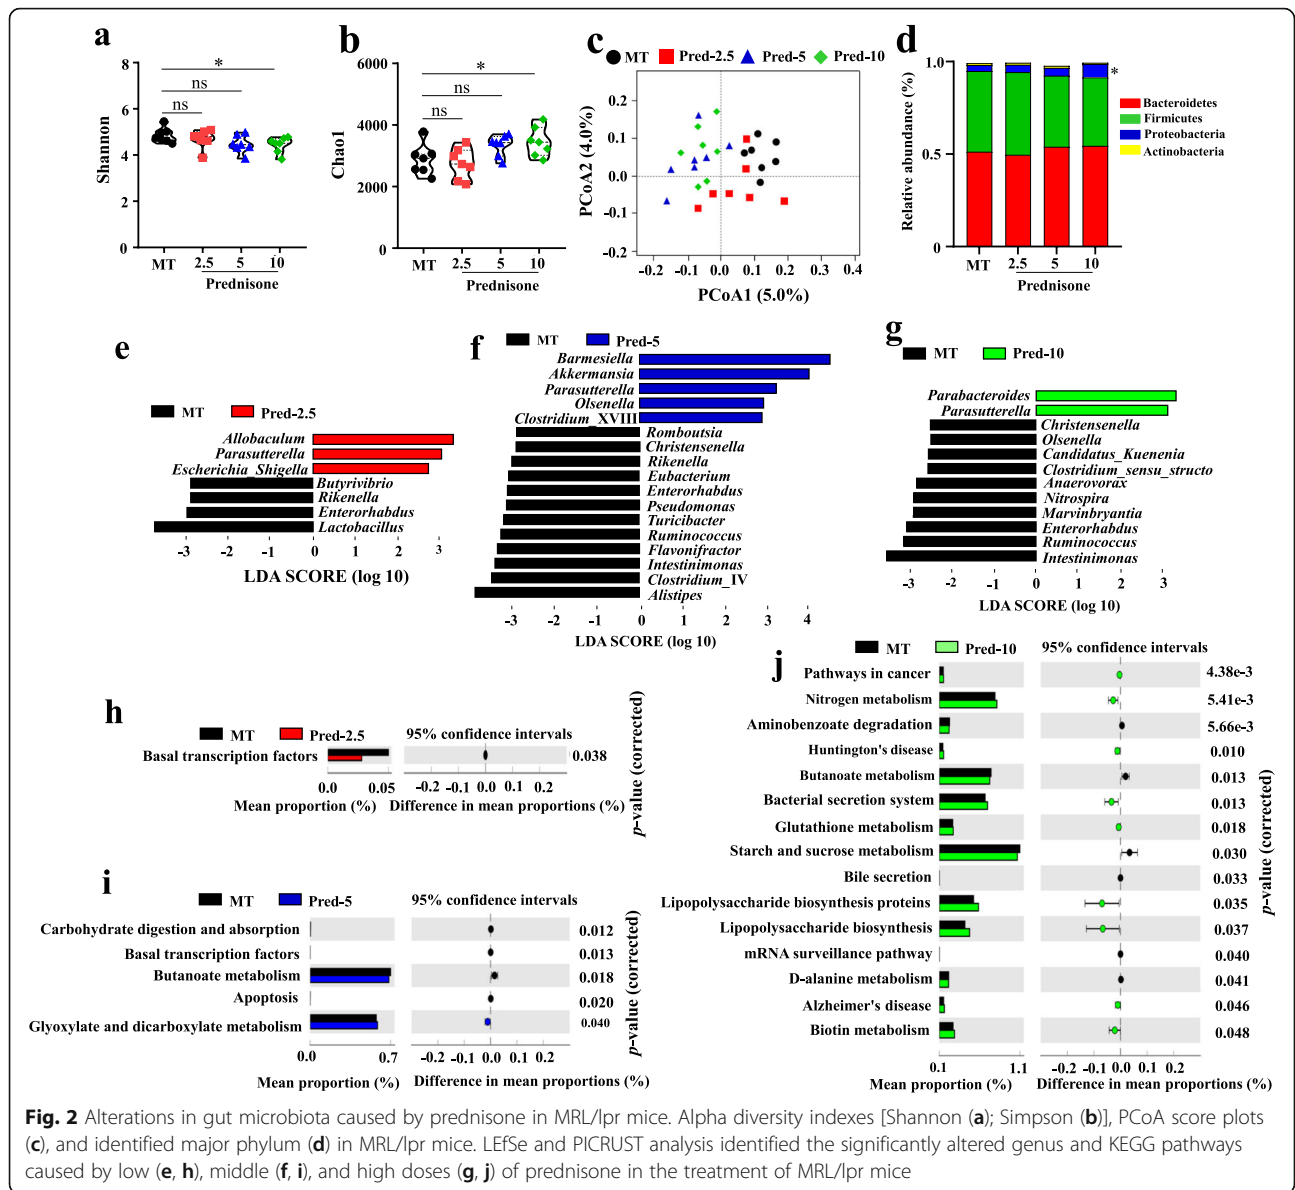 a
Shannon
8
6
4
2
0
*
ns
ns
MT
2.5
5
10
Prednisone
b
Chao1
6000
4000
2000
0
*
ns
ns
MT
2.5
5
10
Prednisone
c
MT Pred-2.5 Pred-5 Pred-10
PCoA2 (4.0%)
0.2
0.1
0.0
-0.1
-0.2
-0.2 -0.1 0.0 0.1 0.2 0.3 0.4
PCoA1 (5.0%)
d
Relative abundance (%)
1.0
0.5
0
*
MT
2.5
5
10
Prednisone
Bacteroidetes
Firmicutes
Proteobacteria
Actinobacteria
e
MT Pred-2.5
Allobaculum
Parasutterella
Escherichia_Shigella
Butyrivibrio
Rikenella
Enterorhabdus
Lactobacillus
-3 -2 -1 0 1 2 3
LDA SCORE (log 10)
f
MT Pred-5
Barmesiella
Akkermansia
Parasutterella
Olsenella
Clostridium_XVIII
Romboutsia
Christensenella
Rikenella
Eubacterium
Enterorhabdus
Pseudomonas
Turicibacter
Ruminococcus
Flavonifractor
Intestinimonas
Clostridium_IV
Alistipes
-3 -2 -1 0 1 2 3 4
LDA SCORE (log 10)
g
MT Pred-10
Parabacteroides
Parasutterella
Christensenella
Olsenella
Candidatus_Kuenenia
Clostridium_sensu_structo
Anaerovorax
Nitrospira
Marvinbryantia
Enterorhabdus
Ruminococcus
Intestinimonas
-3 -2 -1 0 1 2 3
LDA SCORE (log 10)
h
MT
Pred-2.5
95% confidence intervals
Basal transcription factors
0.038
0.0 0.05
-0.2 -0.1 0.0 0.1 0.2
Mean proportion (%) Difference in mean proportions (%)
p-value (corrected)
i
MT Pred-5 95% confidence intervals
Carbohydrate digestion and absorption 0.012
Basal transcription factors 0.013
Butanoate metabolism 0.018
Apoptosis 0.020
Glyoxylate and dicarboxylate metabolism 0.040
0.0 0.7
-0.2 -0.1 0.0 0.1 0.2
Mean proportion (%) Difference in mean proportions (%)
p-value (corrected)
j
MT Pred-10 95% confidence intervals
Pathways in cancer 4.38e-3
Nitrogen metabolism 5.41e-3
Aminobenzoate degradation 5.66e-3
Huntington's disease 0.010
Butanoate metabolism 0.013
Bacterial secretion system 0.013
Glutathione metabolism 0.018
Starch and sucrose metabolism 0.030
Bile secretion 0.033
Lipopolysaccharide biosynthesis proteins 0.035
Lipopolysaccharide biosynthesis 0.037
mRNA surveillance pathway 0.040
D-alanine metabolism 0.041
Alzheimer's disease 0.046
Biotin metabolism 0.048
0.1 1.1
-0.2 -0.1 0.0 0.1 0.2
Mean proportion (%) Difference in mean proportions (%)
p-value (corrected)
Fig. 2 Alterations in gut microbiota caused by prednisone in MRL/lpr mice. Alpha diversity indexes [Shannon (a); Simpson (b)], PCoA score plots
(c), and identified major phylum (d) in MRL/lpr mice. LEfSe and PICRUST analysis identified the significantly altered genus and KEGG pathways
caused by low (e, h), middle (f, i), and high doses (g, j) of prednisone in the treatment of MRL/lpr mice